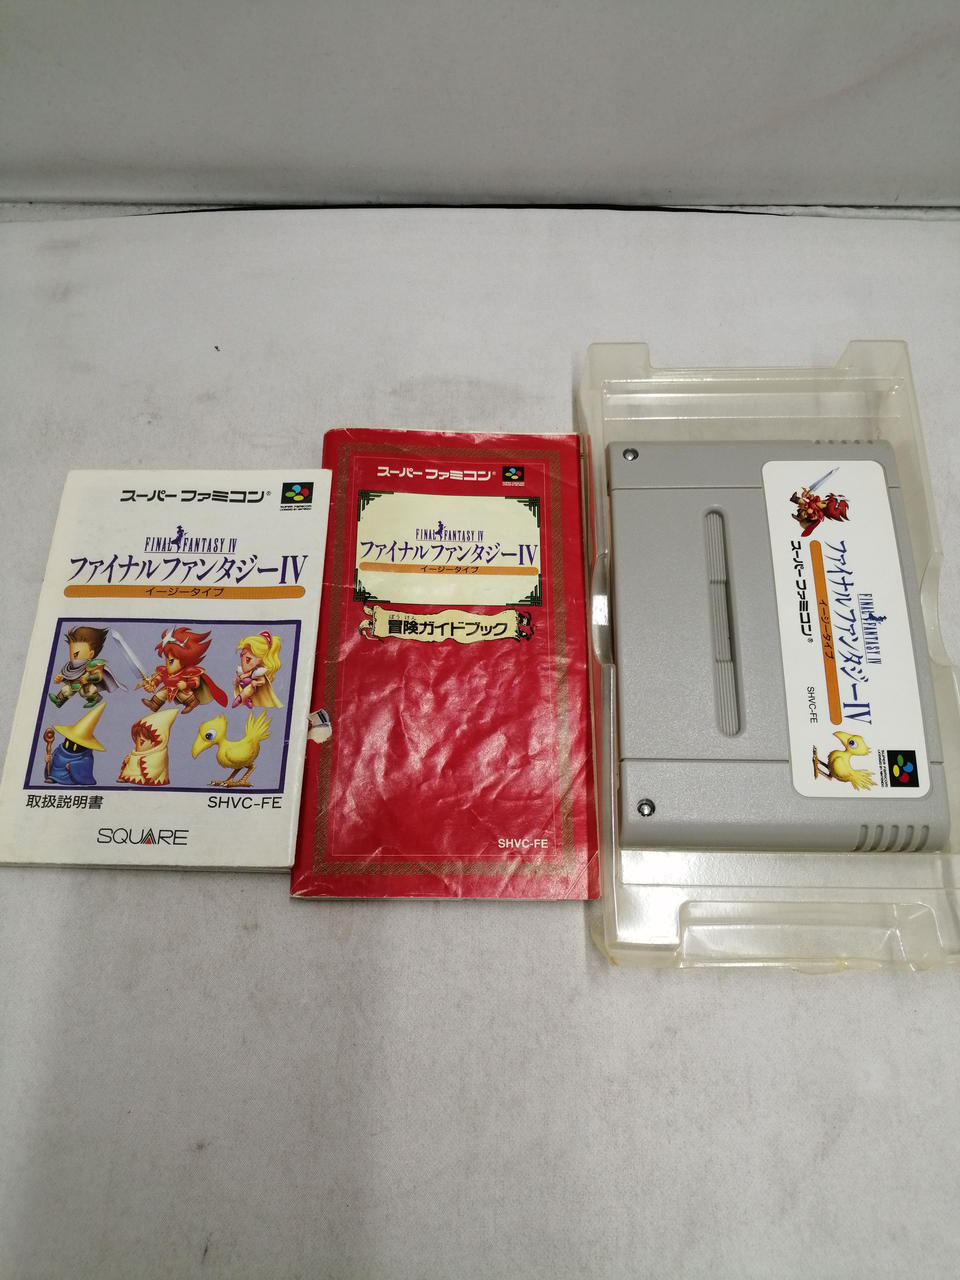 スーパーファミコン®
FINAL FANTASY IV
ファイナルファンタジーIV
イージータイプ
取扱説明書
SHVC-FE
SQUARE
スーパーファミコン®
FINAL FANTASY IV
ファイナルファンタジーIV
イージータイプ
ぼうけん
冒険ガイドブック
SHVC-FE
FINAL FANTASY IV
ファイナルファンタジーIV
イージータイプ
スーパーファミコン®
SHVC-FE